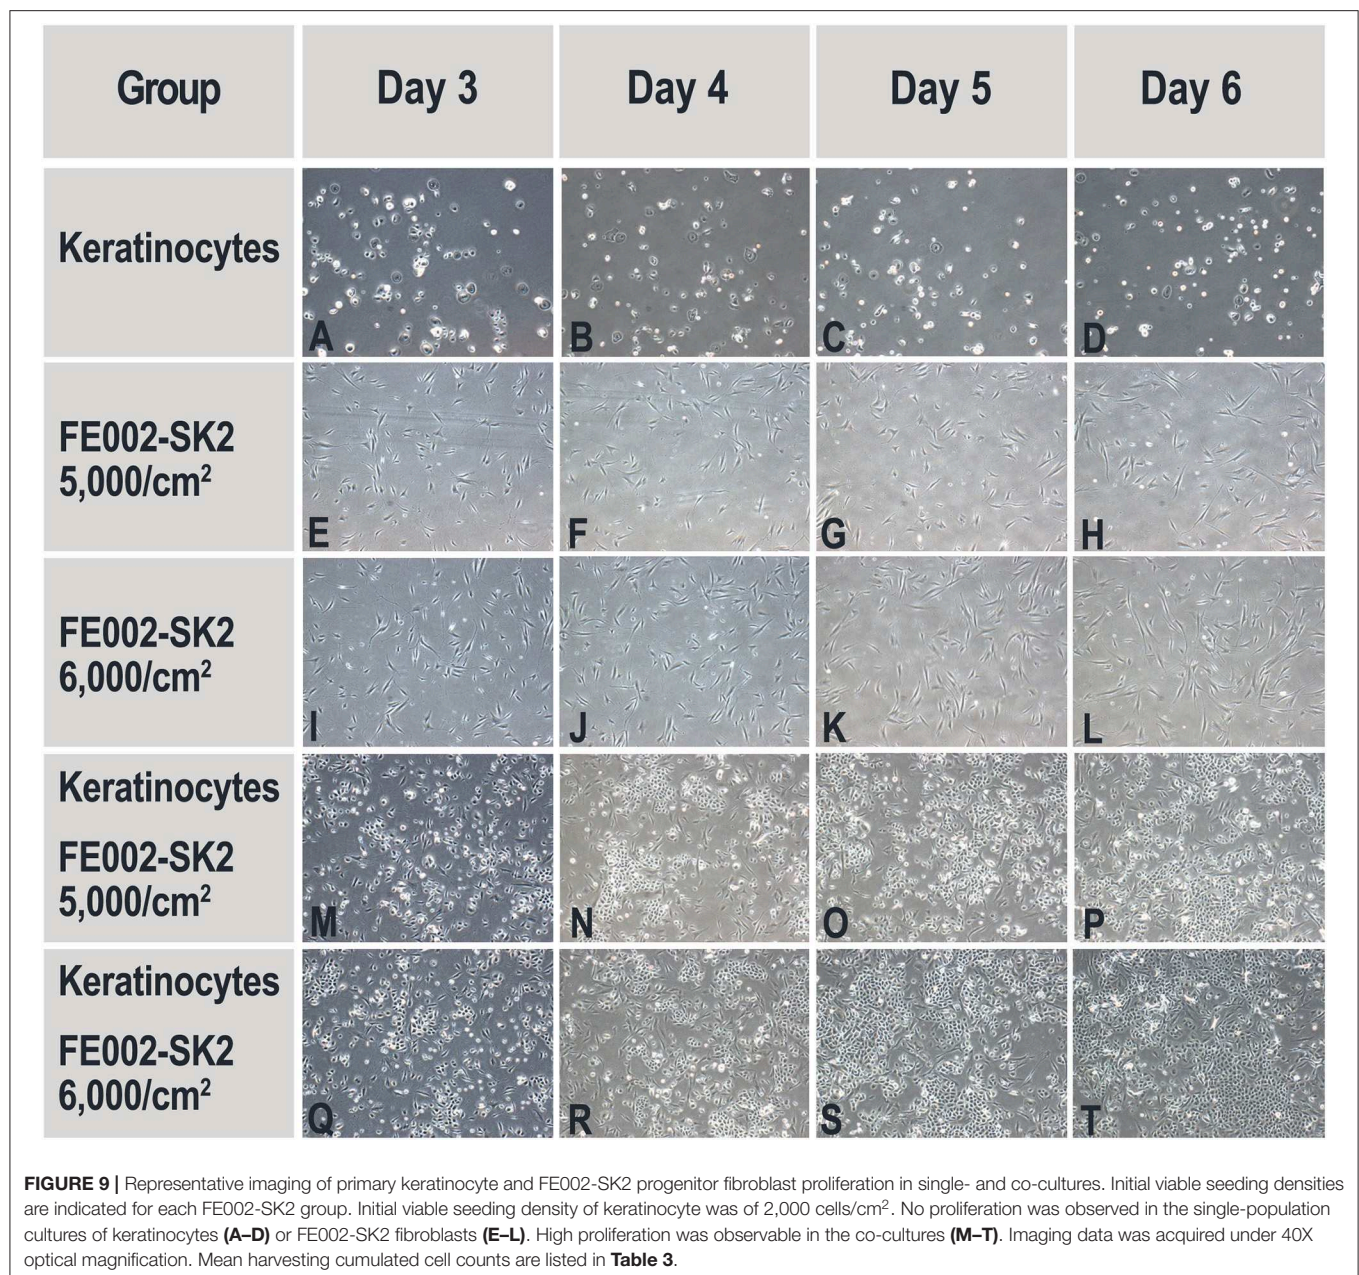 Group
Day 3
Day 4
Day 5
Day 6
Keratinocytes
A
B
C
D
FE002-SK2
5,000/cm²
E
F
G
H
FE002-SK2
6,000/cm²
I
J
K
L
Keratinocytes
FE002-SK2
5,000/cm²
M
N
O
P
Keratinocytes
FE002-SK2
6,000/cm²
Q
R
S
T
FIGURE 9 | Representative imaging of primary keratinocyte and FE002-SK2 progenitor fibroblast proliferation in single- and co-cultures. Initial viable seeding densities
are indicated for each FE002-SK2 group. Initial viable seeding density of keratinocyte was of 2,000 cells/cm². No proliferation was observed in the single-population
cultures of keratinocytes (A–D) or FE002-SK2 fibroblasts (E–L). High proliferation was observable in the co-cultures (M–T). Imaging data was acquired under 40X
optical magnification. Mean harvesting cumulated cell counts are listed in Table 3.